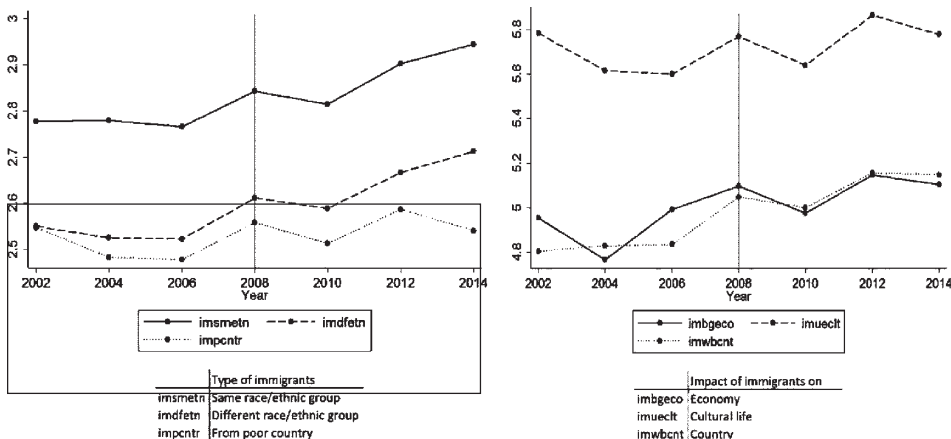 3
2.9
2.8
2.7
2.6
2.5
2002 2004 2006 2008 2010 2012 2014
Year
imsmetn imdfetn
impcntr
Type of immigrants
imsmetn Same race/ethnic group
imdfetn Different race/ethnic group
impcntr From poor country
5.8
5.6
5.2
5
4.8
2002 2004 2006 2008 2010 2012 2014
Year
imbgeco imueclt
imwbcnt
Impact of immigrants on
imbgeco Economy
imueclt Cultural life
imwbcnt Country